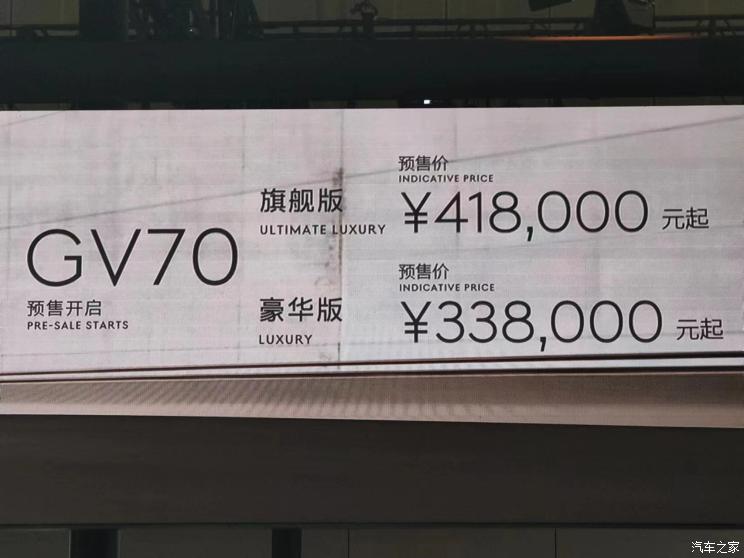 GV70
预售开启
PRE-SALE STARTS
旗舰版
ULTIMATE LUXURY
预售价
INDICATIVE PRICE
¥418,000 元起
豪华版
LUXURY
预售价
INDICATIVE PRICE
¥338,000 元起
汽车之家